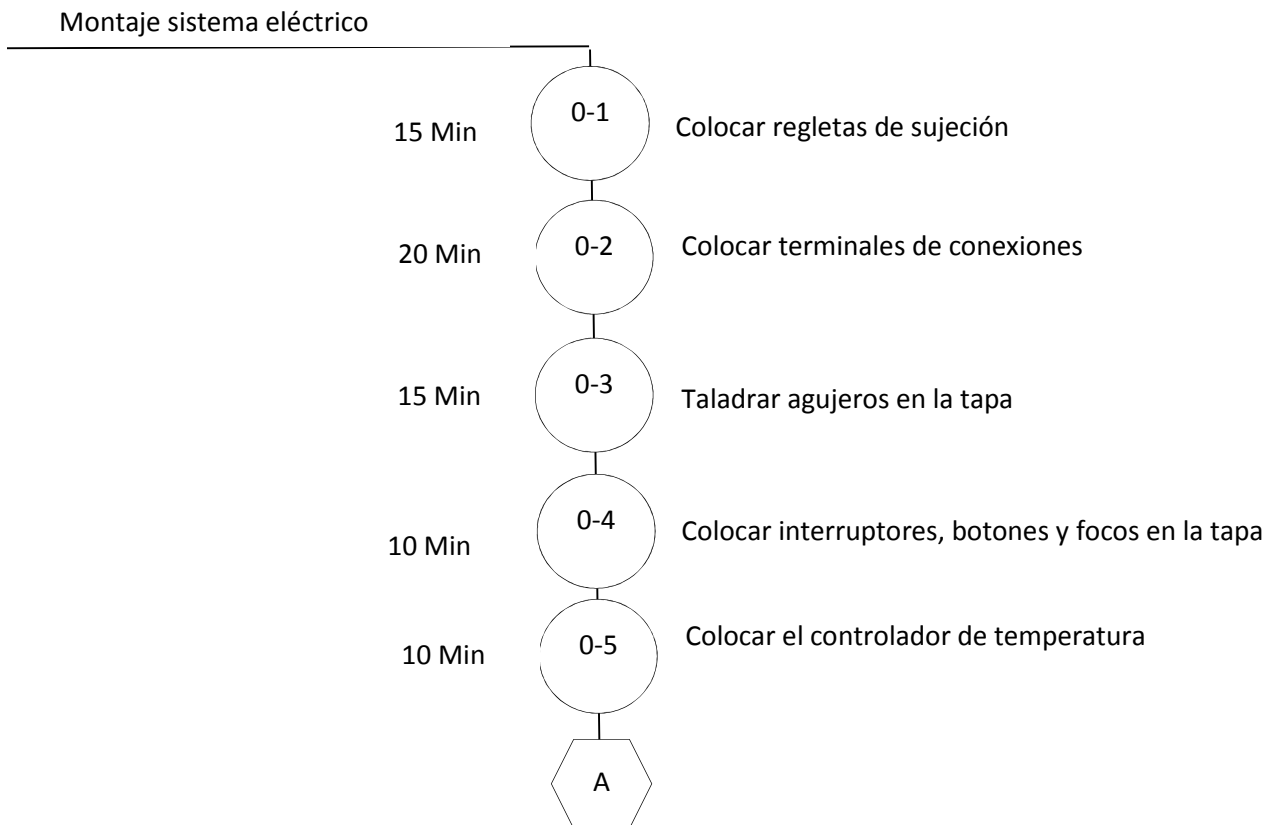 Montaje sistema eléctrico
15 Min
0-1
Colocar regletas de sujeción
20 Min
0-2
Colocar terminales de conexiones
15 Min
0-3
Taladrar agujeros en la tapa
10 Min
0-4
Colocar interruptores, botones y focos en la tapa
10 Min
0-5
Colocar el controlador de temperatura
A